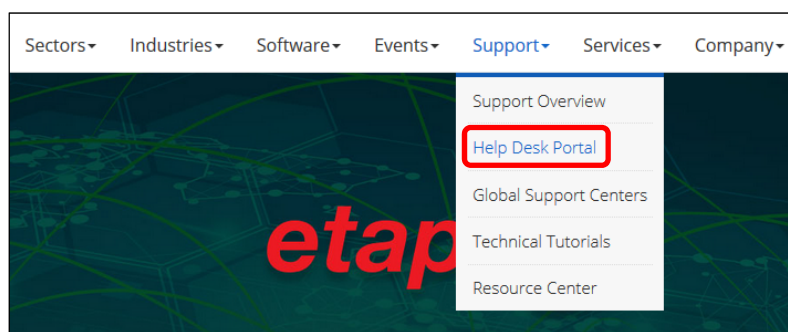 Sectors Industries Software Events Support Services Company
Support Overview
Help Desk Portal
Global Support Centers
etap
Technical Tutorials
Resource Center